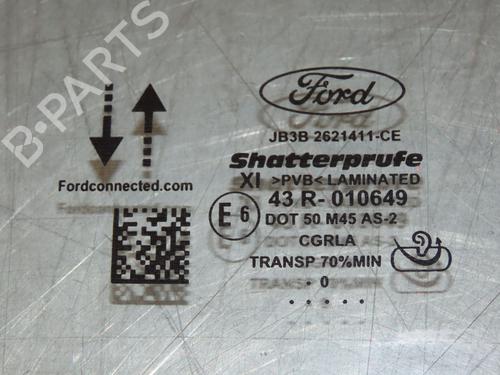 B-PARTS
Ford
JB3B 2621411-CE
Shatterprufe
XI >PVB< LAMINATED
43 R- 010649
E 6
DOT 50 M45 AS-2
CGRLA
TRANSP 70%MIN
. 0
. . . . .
Fordconnected.com